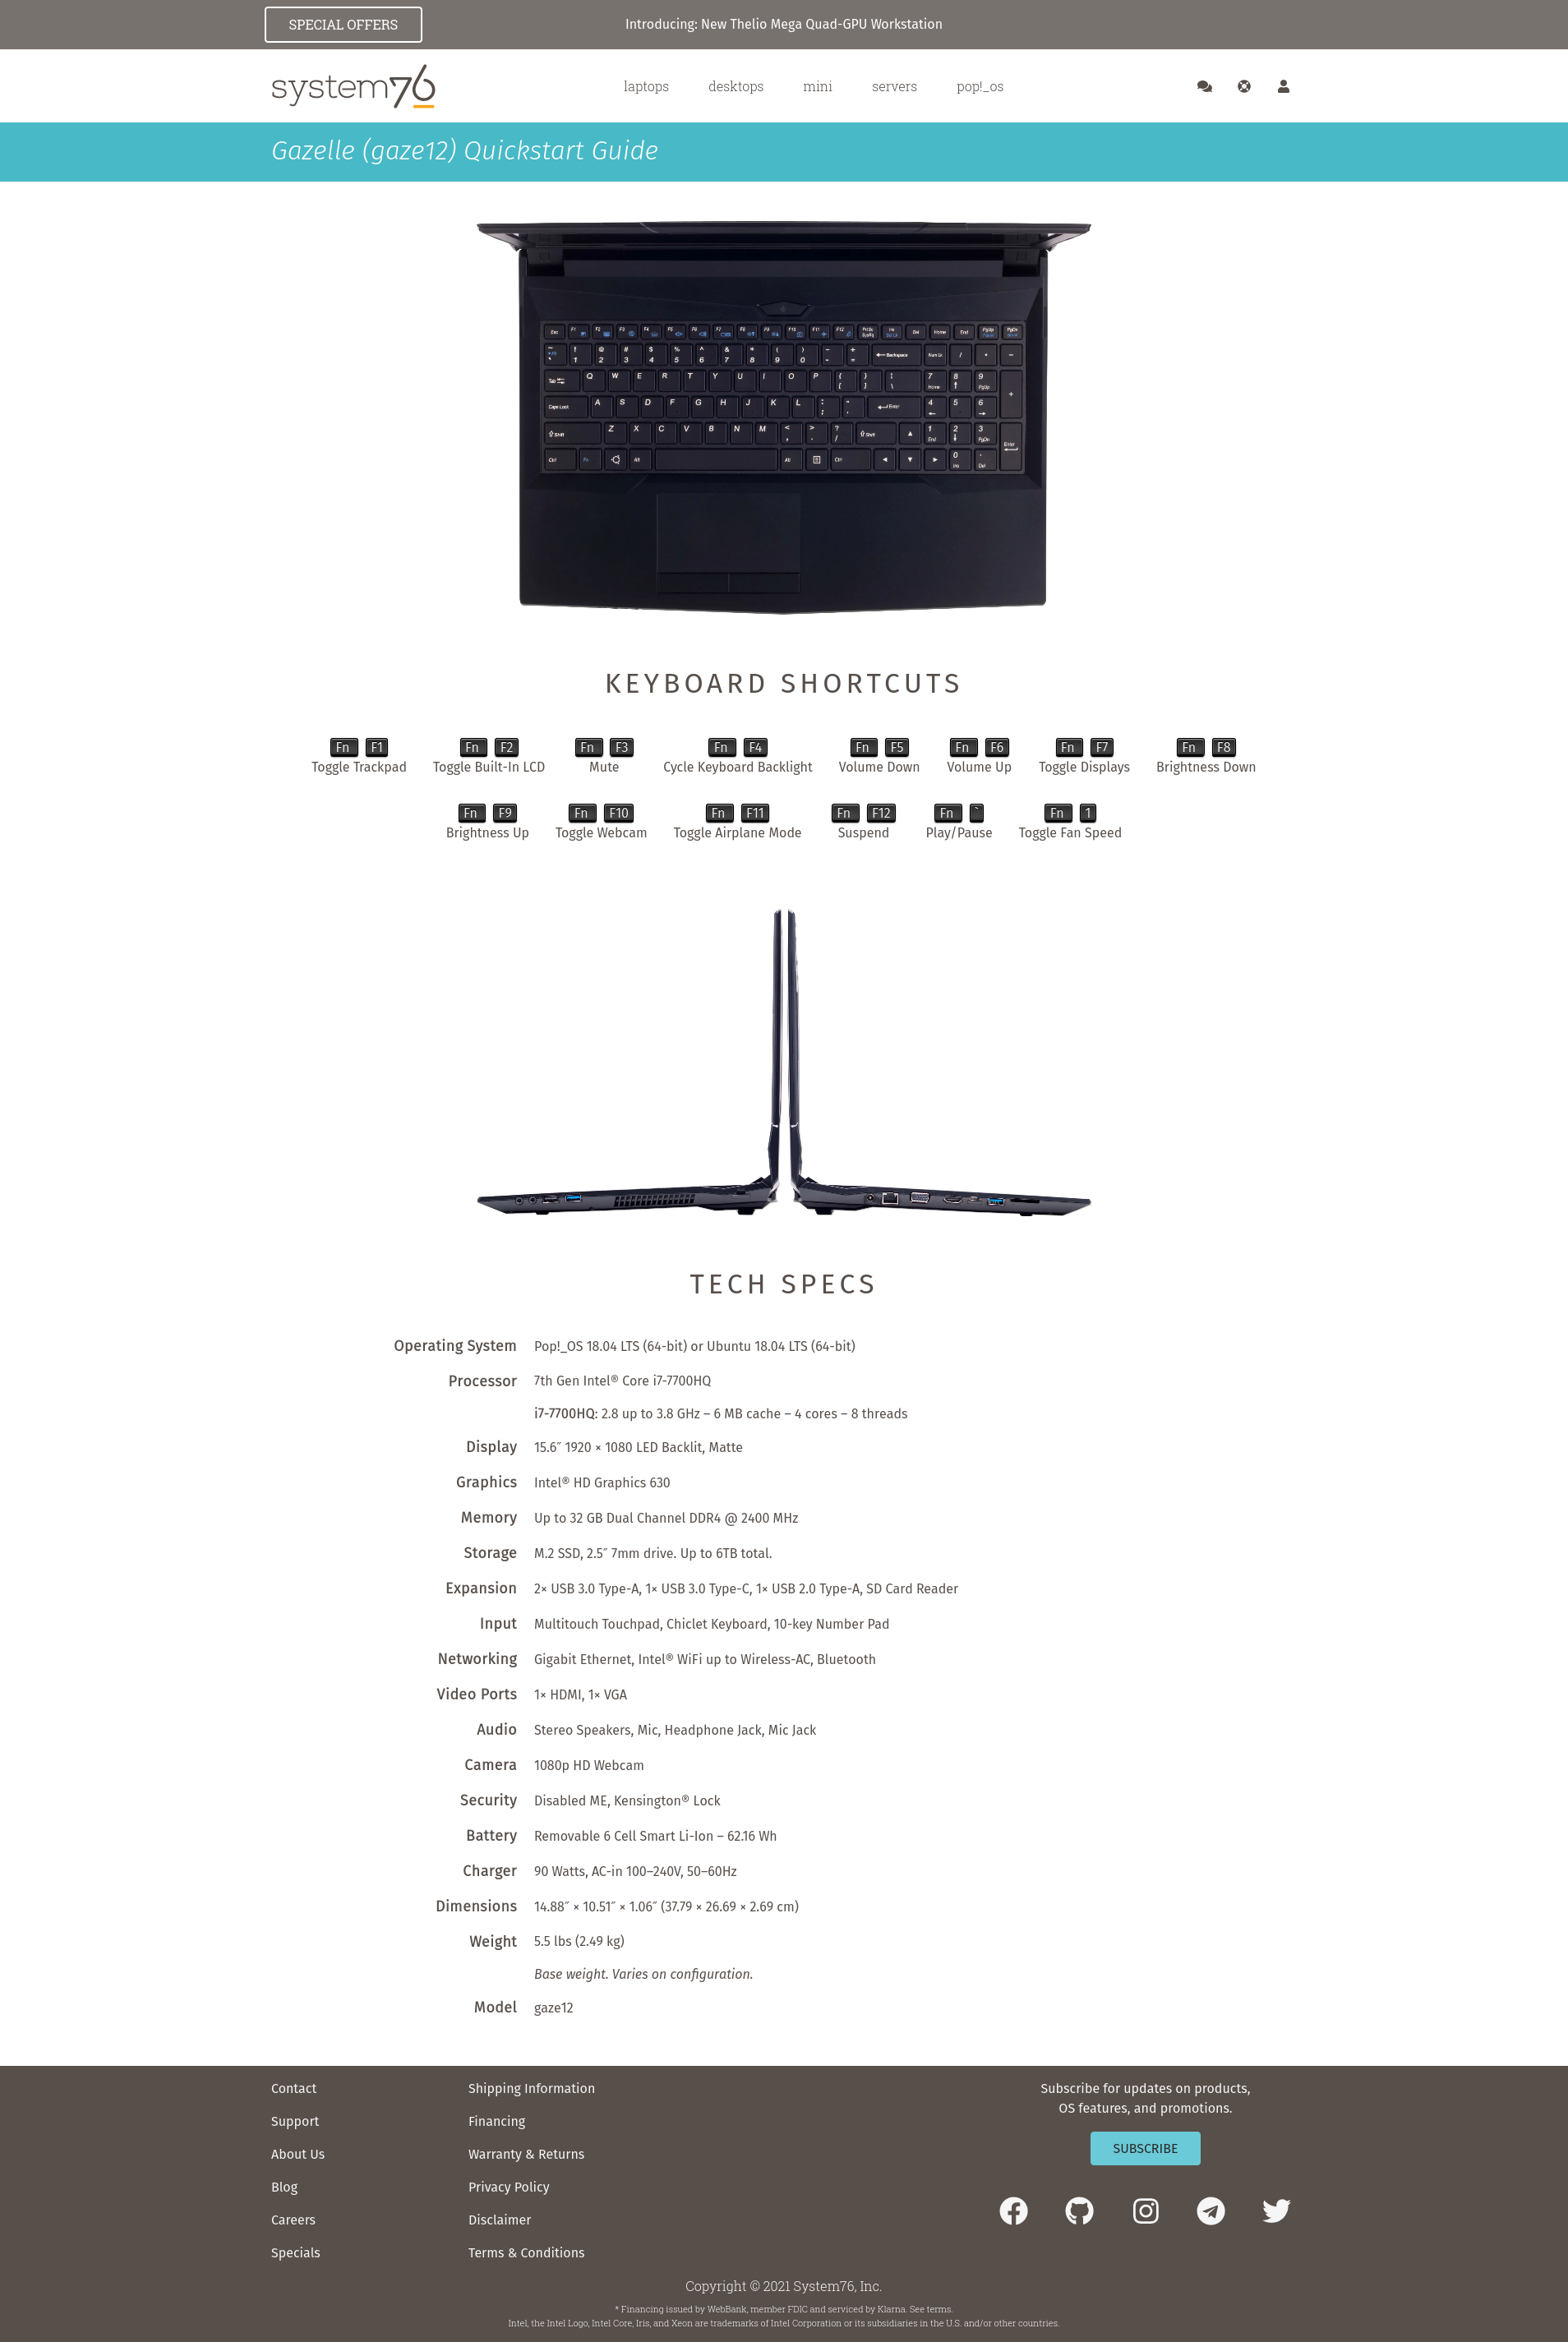 SPECIAL OFFERS
Introducing: New Thelio Mega Quad-GPU Workstation
system76
laptops desktops mini servers pop!_os
Gazelle (gaze12) Quickstart Guide
KEYBOARD SHORTCUTS
Fn F1 Fn F2 Fn F3 Fn F4 Fn F5 Fn F6 Fn F7 Fn F8
Toggle Trackpad Toggle Built-In LCD Mute Cycle Keyboard Backlight Volume Down Volume Up Toggle Displays Brightness Down
Fn F9 Fn F10 Fn F11 Fn F12 Fn ` Fn 1
Brightness Up Toggle Webcam Toggle Airplane Mode Suspend Play/Pause Toggle Fan Speed
TECH SPECS
Operating System Pop!_OS 18.04 LTS (64-bit) or Ubuntu 18.04 LTS (64-bit)
Processor 7th Gen Intel® Core i7-7700HQ
i7-7700HQ: 2.8 up to 3.8 GHz – 6 MB cache – 4 cores – 8 threads
Display 15.6″ 1920 × 1080 LED Backlit, Matte
Graphics Intel® HD Graphics 630
Memory Up to 32 GB Dual Channel DDR4 @ 2400 MHz
Storage M.2 SSD, 2.5″ 7mm drive. Up to 6TB total.
Expansion 2× USB 3.0 Type-A, 1× USB 3.0 Type-C, 1× USB 2.0 Type-A, SD Card Reader
Input Multitouch Touchpad, Chiclet Keyboard, 10-key Number Pad
Networking Gigabit Ethernet, Intel® WiFi up to Wireless-AC, Bluetooth
Video Ports 1× HDMI, 1× VGA
Audio Stereo Speakers, Mic, Headphone Jack, Mic Jack
Camera 1080p HD Webcam
Security Disabled ME, Kensington® Lock
Battery Removable 6 Cell Smart Li-Ion – 62.16 Wh
Charger 90 Watts, AC-in 100–240V, 50–60Hz
Dimensions 14.88″ × 10.51″ × 1.06″ (37.79 × 26.69 × 2.69 cm)
Weight 5.5 lbs (2.49 kg)
Base weight. Varies on configuration.
Model gaze12
Contact
Support
About Us
Blog
Careers
Specials
Shipping Information
Financing
Warranty & Returns
Privacy Policy
Disclaimer
Terms & Conditions
Subscribe for updates on products,
OS features, and promotions.
SUBSCRIBE
Copyright © 2021 System76, Inc.
* Financing issued by WebBank, member FDIC and serviced by Klarna. See terms.
Intel, the Intel Logo, Intel Core, Iris, and Xeon are trademarks of Intel Corporation or its subsidiaries in the U.S. and/or other countries.